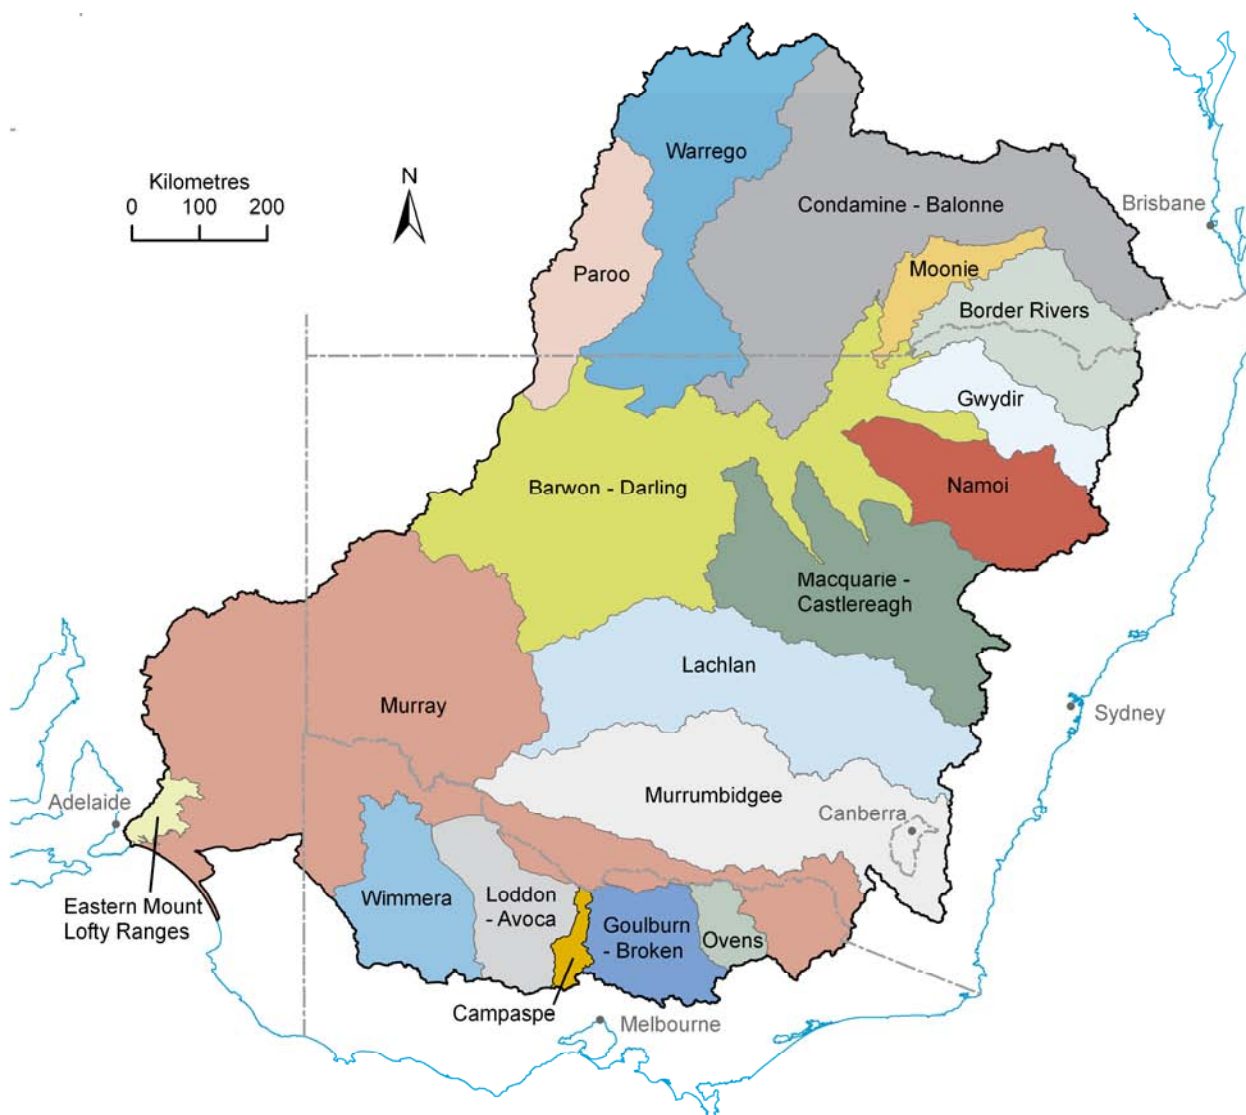 Kilometres
0 100 200
N
Warrego
Condamine - Balonne
Brisbane
Paroo
Moonie
Border Rivers
Gwydir
Barwon - Darling
Namoi
Macquarie -
Castlereagh
Lachlan
Murray
Sydney
Murrumbidgee
Adelaide
Canberra
Wimmera
Loddon
- Avoca
Goulburn
- Broken
Ovens
Eastern Mount
Lofty Ranges
Campaspe
Melbourne